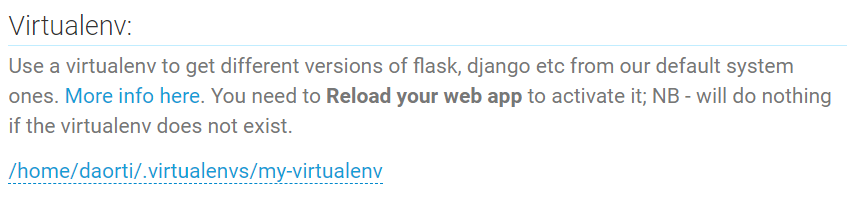 Virtualenv:
Use a virtualenv to get different versions of flask, django etc from our default system
ones. More info here. You need to Reload your web app to activate it; NB - will do nothing
if the virtualenv does not exist.
/home/daorti/.virtualenvs/my-virtualenv